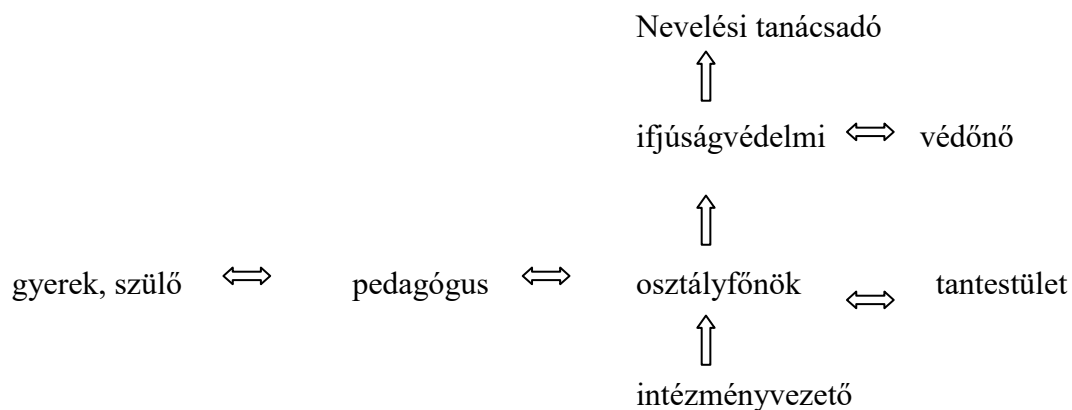 Nevelési tanácsadó
ifjúságvédelmi védőnő
gyerek, szülő pedagógus osztályfőnök tantestület
intézményvezető